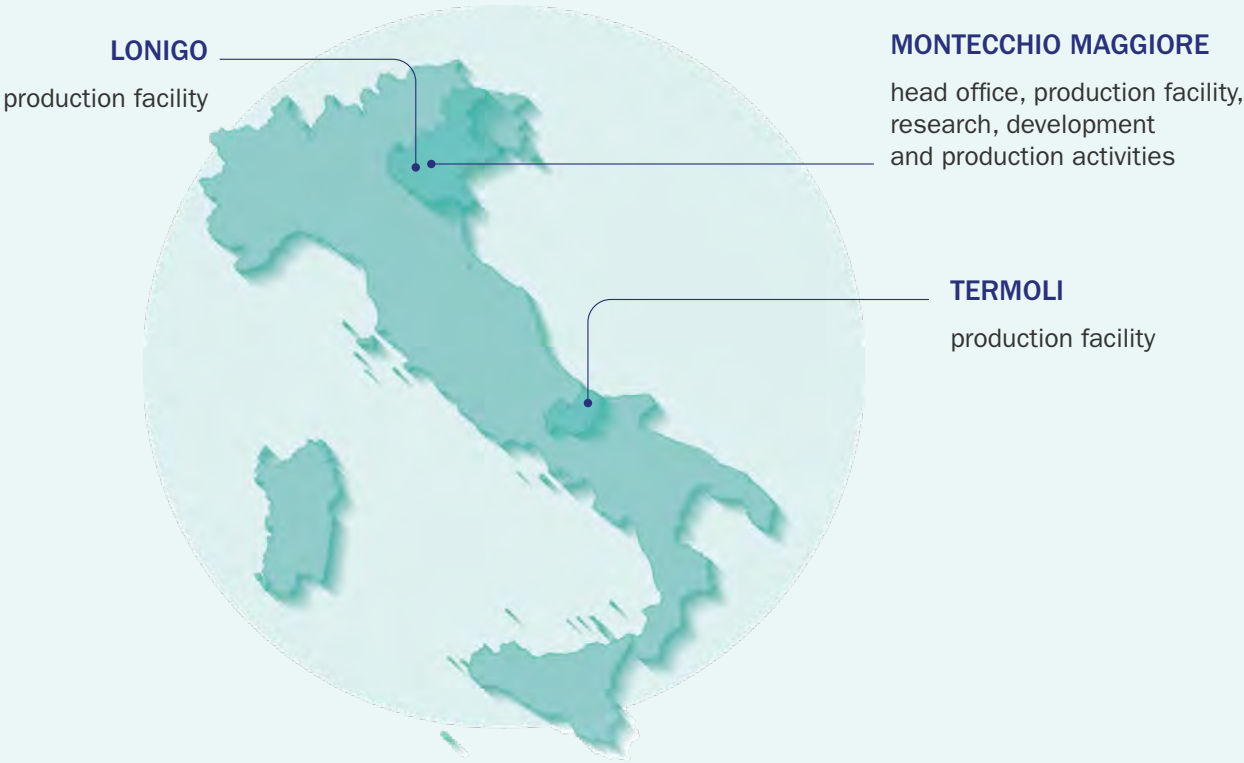 LONIGO
production facility
MONTECCHIO MAGGIORE
head office, production facility,
research, development
and production activities
TERMOLI
production facility